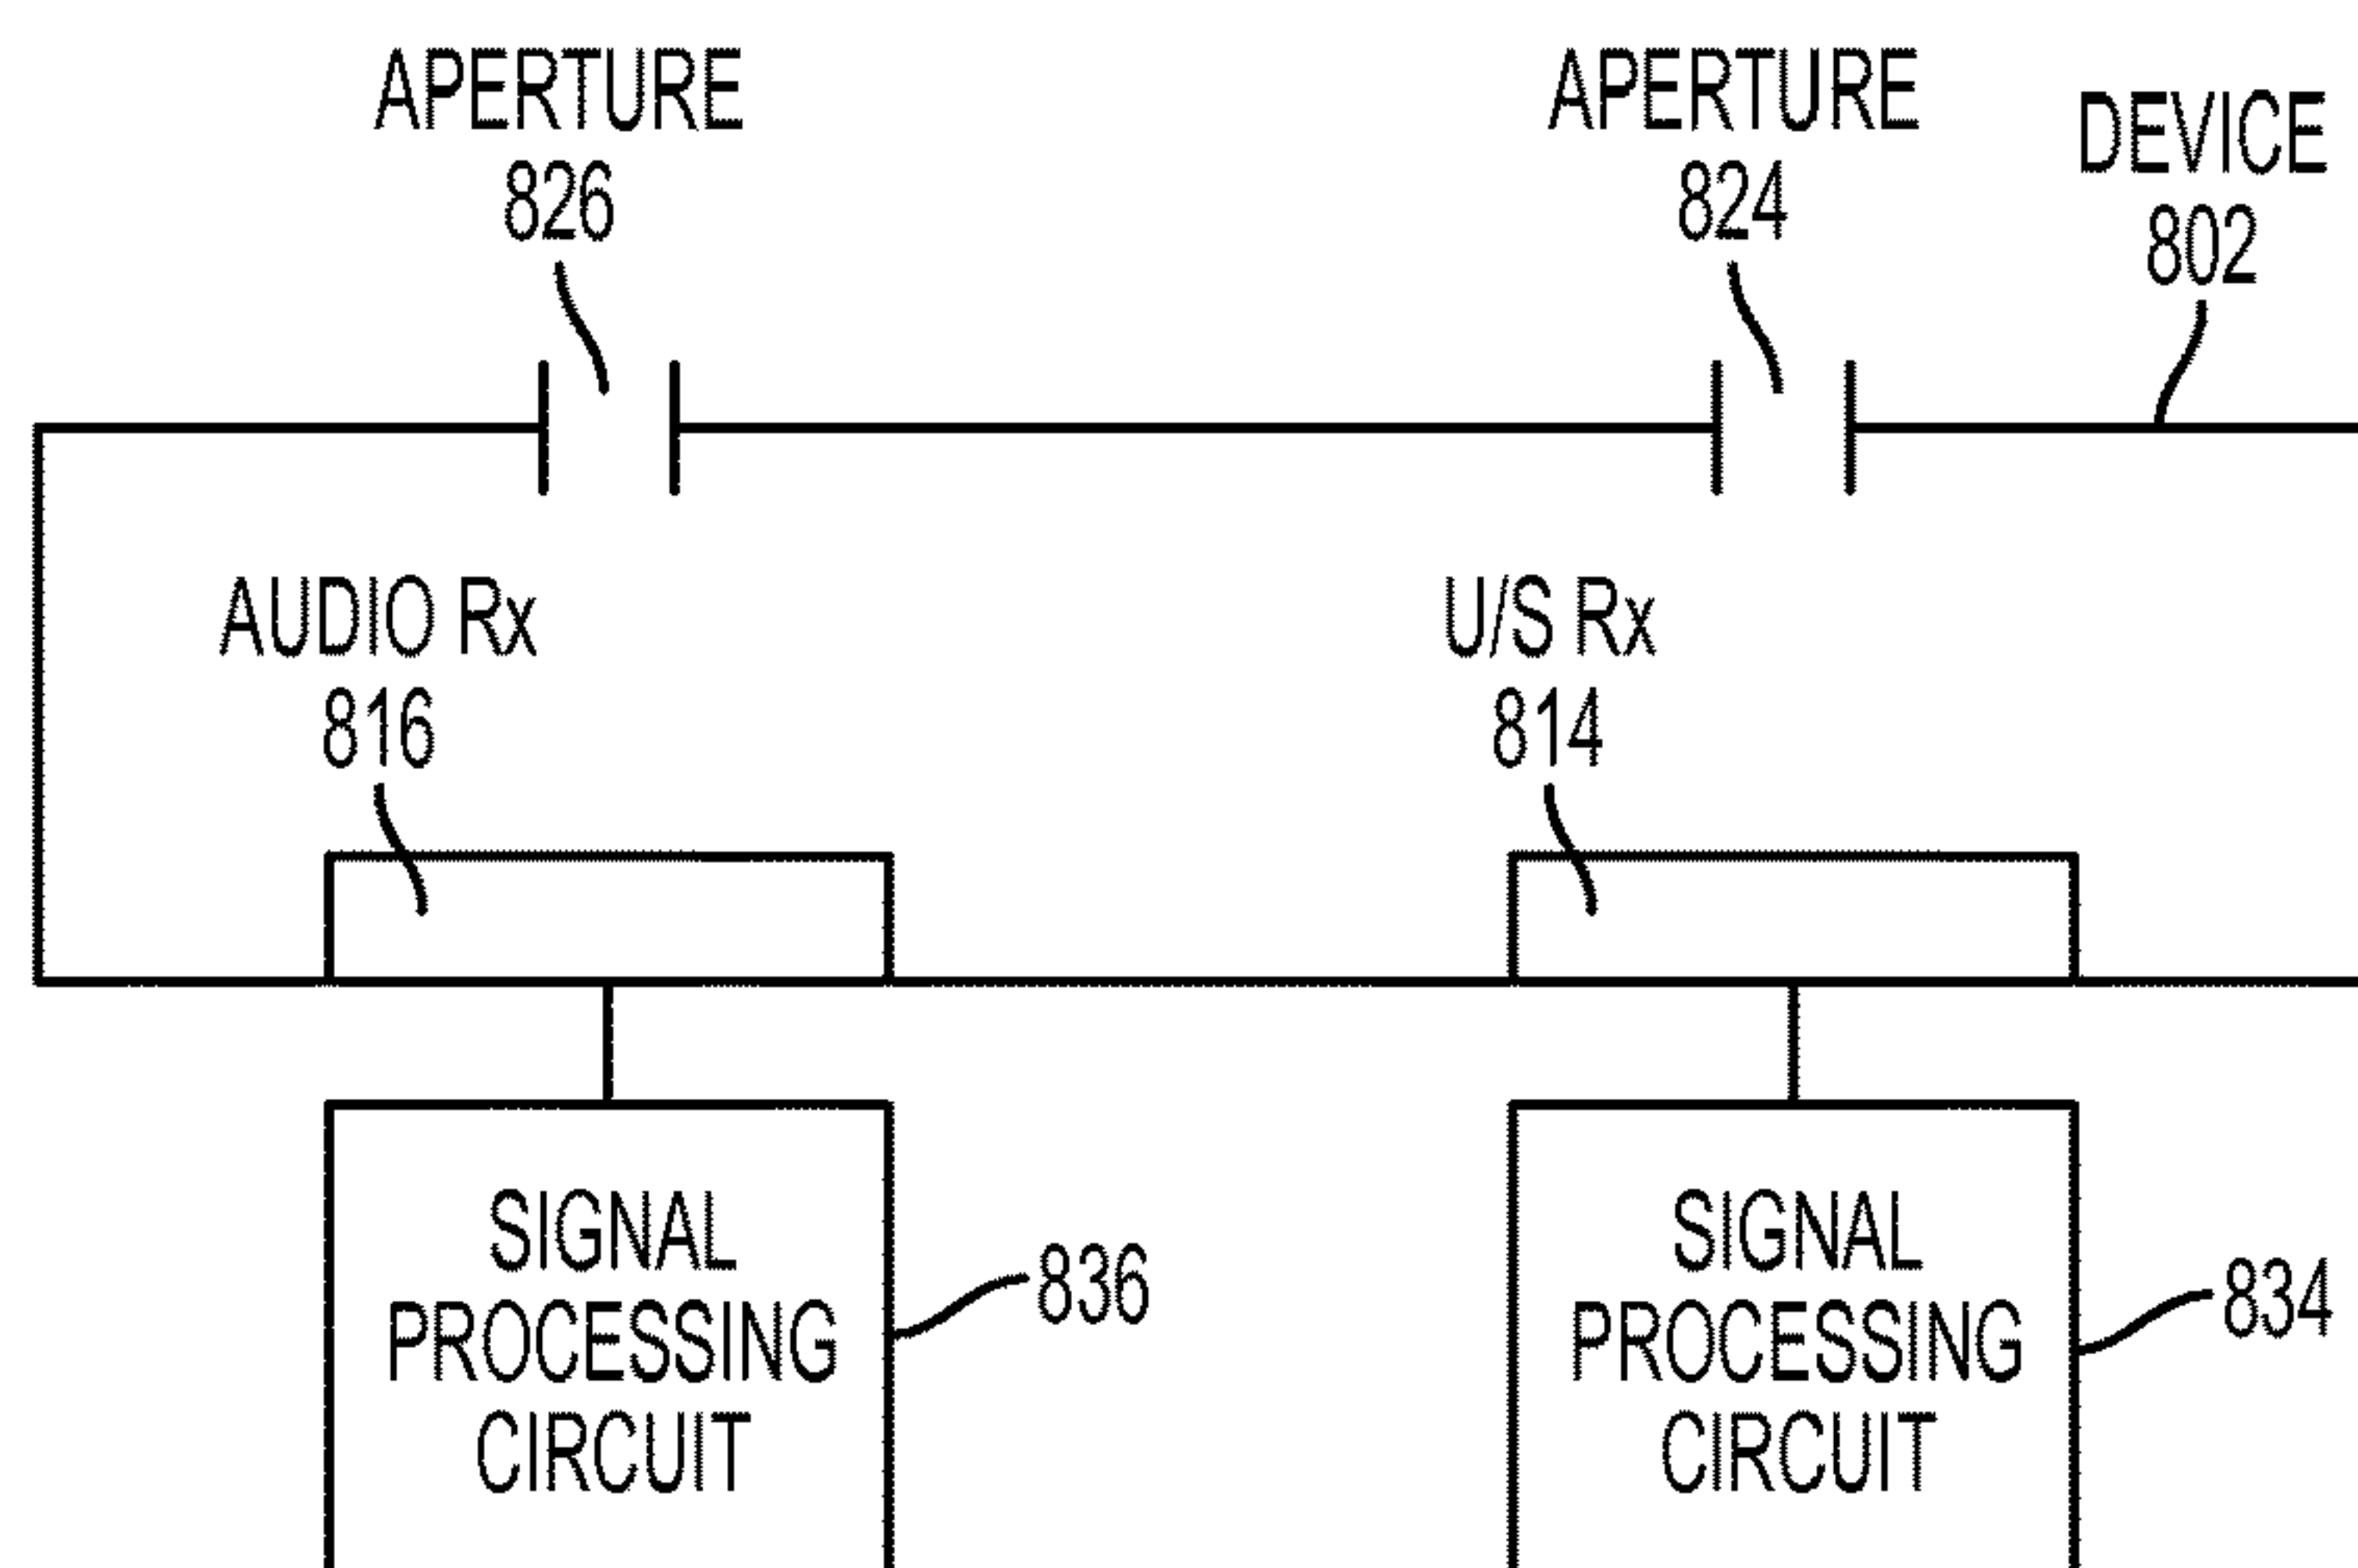 APERTURE
826
APERTURE
824
DEVICE
802
AUDIO Rx
816
U/S Rx
814
SIGNAL
PROCESSING
CIRCUIT
836
SIGNAL
PROCESSING
CIRCUIT
834